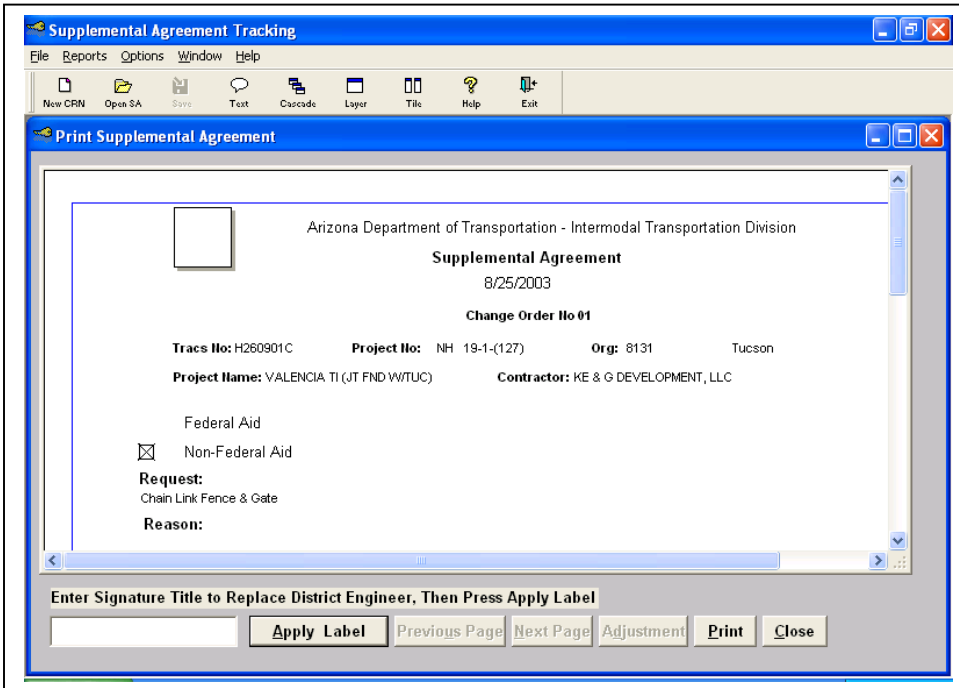 Supplemental Agreement Tracking
File Reports Options Window Help
New CRN Open SA Save Text Cascade Layer Tile Help Exit
Print Supplemental Agreement
Arizona Department of Transportation - Intermodal Transportation Division
Supplemental Agreement
8/25/2003
Change Order No 01
Tracs No: H260901C Project No: NH 19-1-(127) Org: 8131 Tucson
Project Name: VALENCIA TI (JT FND W/TUC) Contractor: KE & G DEVELOPMENT, LLC
Federal Aid
Non-Federal Aid
Request:
Chain Link Fence & Gate
Reason:
Enter Signature Title to Replace District Engineer, Then Press Apply Label
Apply Label Previous Page Next Page Adjustment Print Close